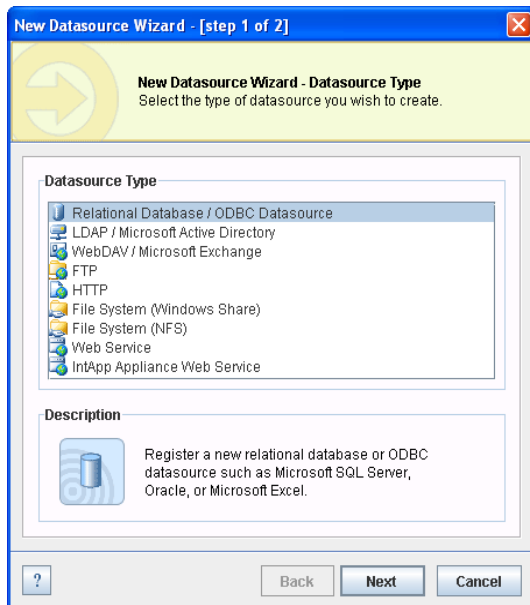 New Datasource Wizard - [step 1 of 2]
New Datasource Wizard - Datasource Type
Select the type of datasource you wish to create.
Datasource Type
Relational Database / ODBC Datasource
LDAP / Microsoft Active Directory
WebDAV / Microsoft Exchange
FTP
HTTP
File System (Windows Share)
File System (NFS)
Web Service
IntApp Appliance Web Service
Description
Register a new relational database or ODBC
datasource such as Microsoft SQL Server,
Oracle, or Microsoft Excel.
? Back Next Cancel